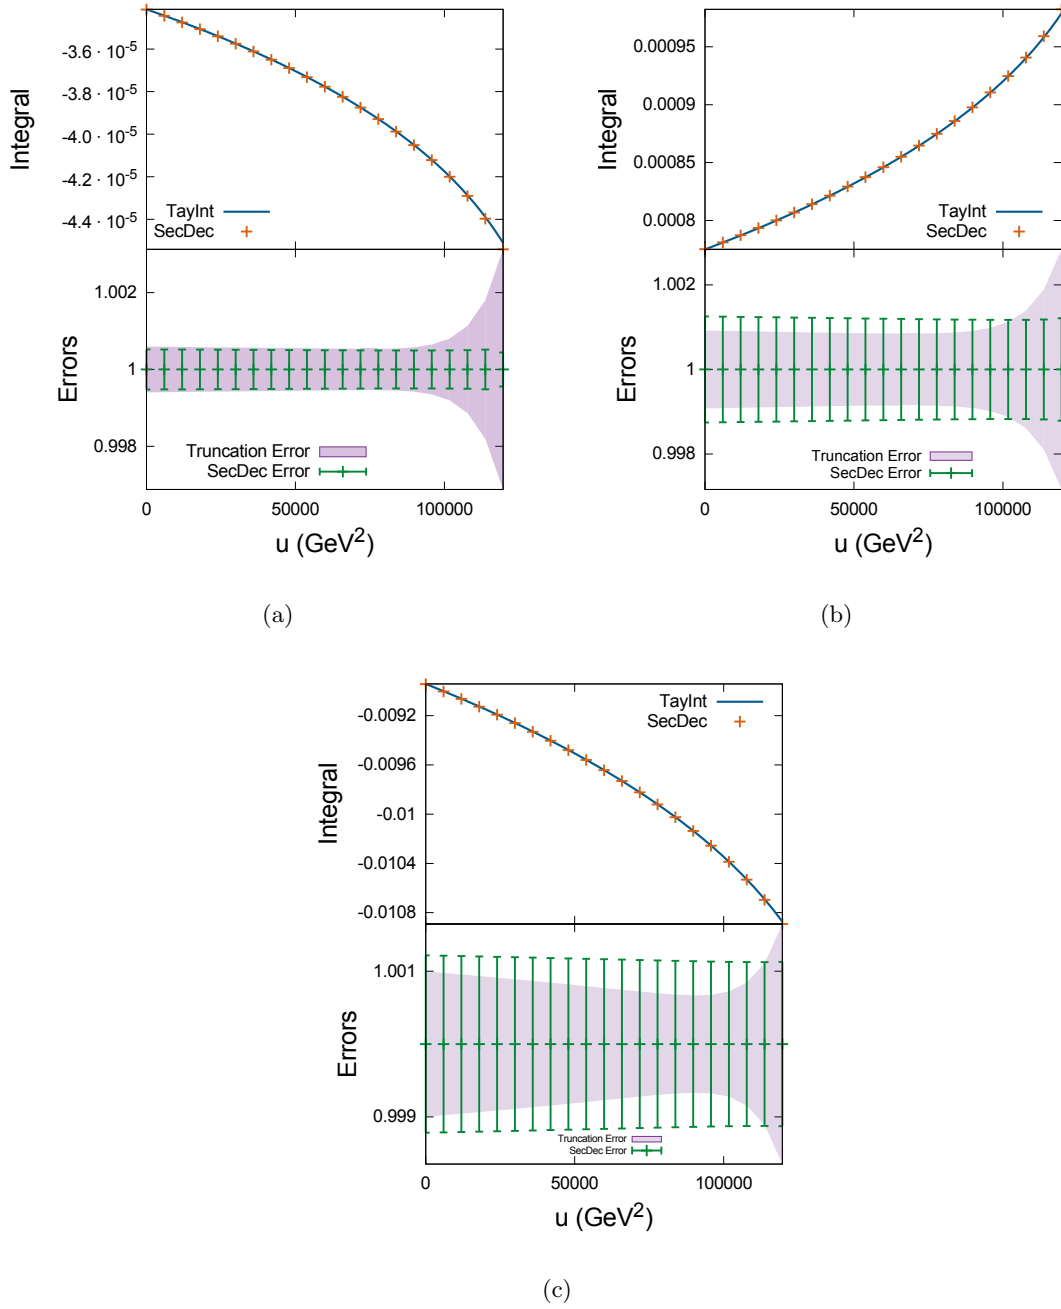 -3.6 · 10^-5
-3.8 · 10^-5
-4.0 · 10^-5
-4.2 · 10^-5
-4.4 · 10^-5
Integral
TayInt
SecDec
1.002
1
0.998
Errors
Truncation Error
SecDec Error
0 50000 100000
u (GeV^2)
(a)
0.00095
0.0009
0.00085
0.0008
Integral
TayInt
SecDec
1.002
1
0.998
Errors
Truncation Error
SecDec Error
0 50000 100000
u (GeV^2)
(b)
-0.0092
-0.0096
-0.01
-0.0104
-0.0108
Integral
TayInt
SecDec
1.001
0.999
Errors
Truncation Error
SecDec Error
0 50000 100000
u (GeV^2)
(c)